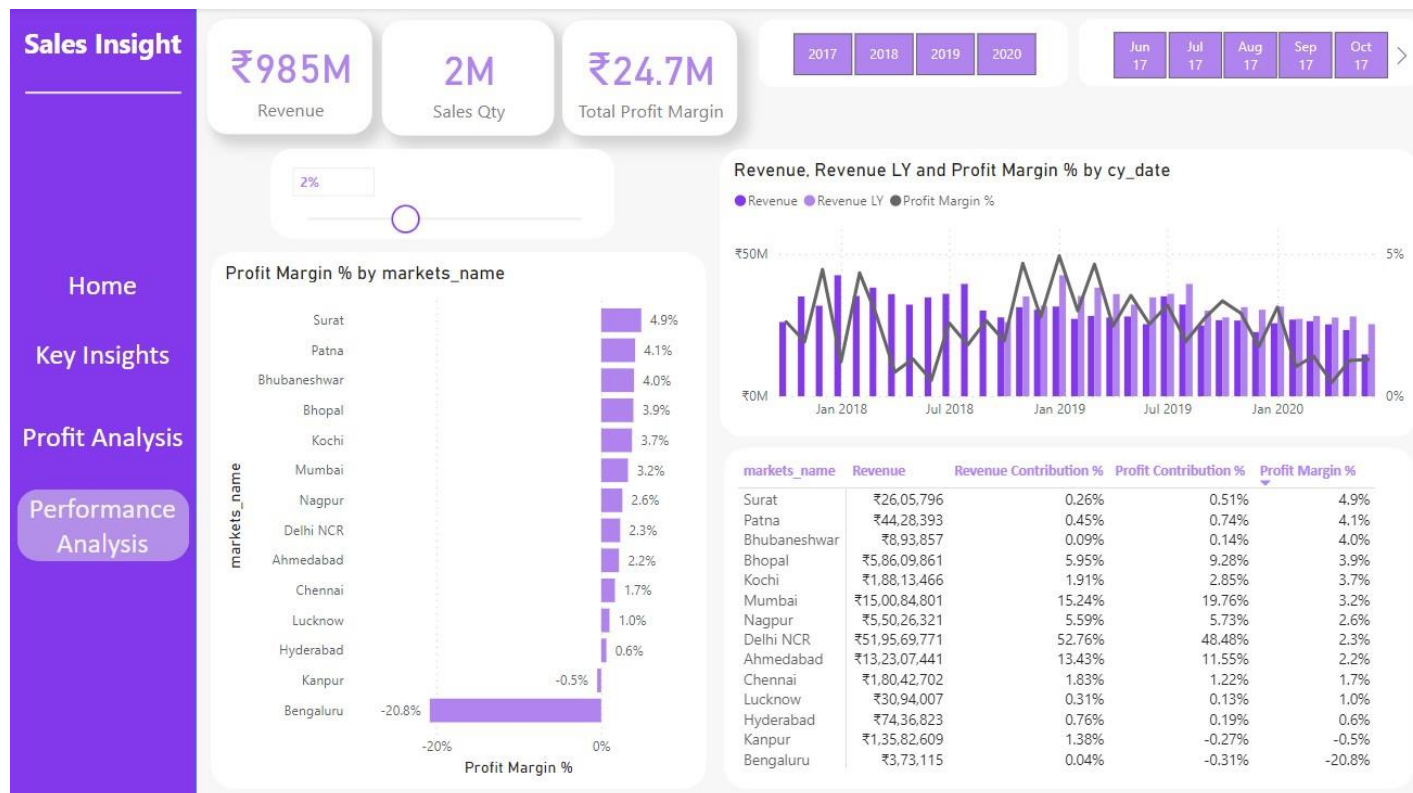 Sales Insight
Home
Key Insights
Profit Analysis
Performance
Analysis
₹985M
Revenue
2M
Sales Qty
₹24.7M
Total Profit Margin
2017 2018 2019 2020
Jun 17 Jul 17 Aug 17 Sep 17 Oct 17
2%
Profit Margin % by markets_name
markets_name
Surat 4.9%
Patna 4.1%
Bhubaneshwar 4.0%
Bhopal 3.9%
Kochi 3.7%
Mumbai 3.2%
Nagpur 2.6%
Delhi NCR 2.3%
Ahmedabad 2.2%
Chennai 1.7%
Lucknow 1.0%
Hyderabad 0.6%
Kanpur -0.5%
Bengaluru -20.8%
-20% 0%
Profit Margin %
Revenue, Revenue LY and Profit Margin % by cy_date
Revenue Revenue LY Profit Margin %
₹50M 5%
₹0M 0%
Jan 2018 Jul 2018 Jan 2019 Jul 2019 Jan 2020
markets_name Revenue Revenue Contribution % Profit Contribution % Profit Margin %
Surat ₹26,05,796 0.26% 0.51% 4.9%
Patna ₹44,28,393 0.45% 0.74% 4.1%
Bhubaneshwar ₹8,93,857 0.09% 0.14% 4.0%
Bhopal ₹5,86,09,861 5.95% 9.28% 3.9%
Kochi ₹1,88,13,466 1.91% 2.85% 3.7%
Mumbai ₹15,00,84,801 15.24% 19.76% 3.2%
Nagpur ₹5,50,26,321 5.59% 5.73% 2.6%
Delhi NCR ₹51,95,69,771 52.76% 48.48% 2.3%
Ahmedabad ₹13,23,07,441 13.43% 11.55% 2.2%
Chennai ₹1,80,42,702 1.83% 1.22% 1.7%
Lucknow ₹30,94,007 0.31% 0.13% 1.0%
Hyderabad ₹74,36,823 0.76% 0.19% 0.6%
Kanpur ₹1,35,82,609 1.38% -0.27% -0.5%
Bengaluru ₹3,73,115 0.04% -0.31% -20.8%